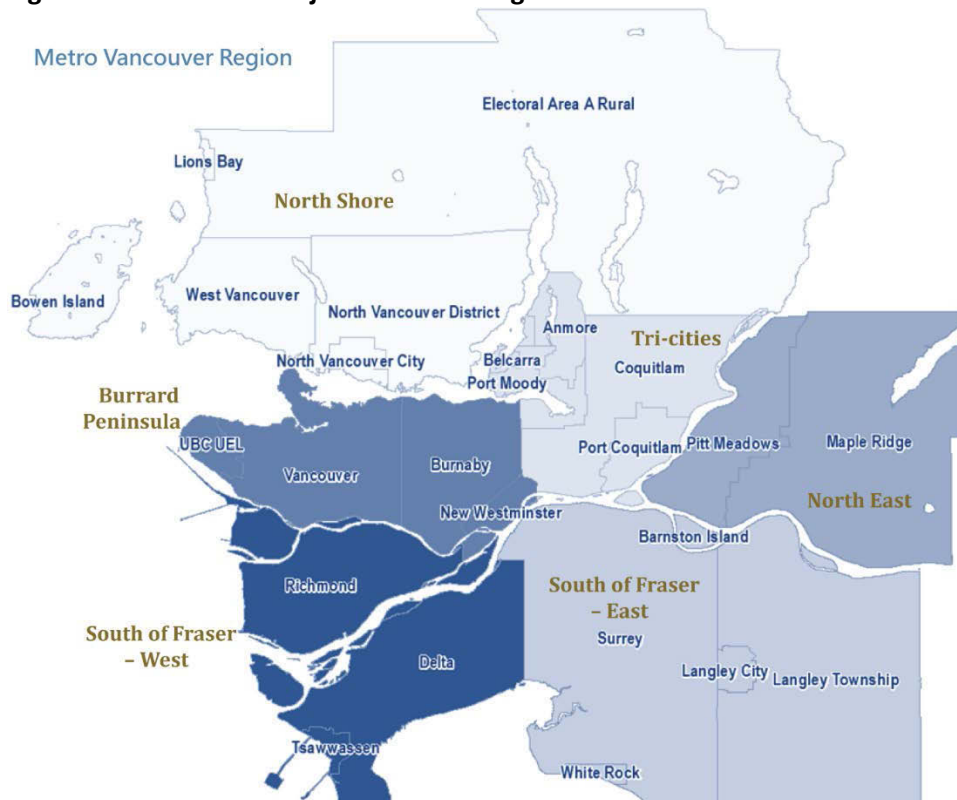 Metro Vancouver Region
Electoral Area A Rural
Lions Bay
North Shore
Bowen Island
West Vancouver
North Vancouver District
Anmore
Tri-cities
North Vancouver City
Belcarra
Coquitlam
Port Moody
Burrard
Peninsula
UBC UEL
Port Coquitlam
Pitt Meadows
Maple Ridge
Vancouver
Burnaby
North East
New Westminster
Barnston Island
Richmond
South of Fraser
– East
South of Fraser
– West
Surrey
Delta
Langley City
Langley Township
Tsawwassen
White Rock